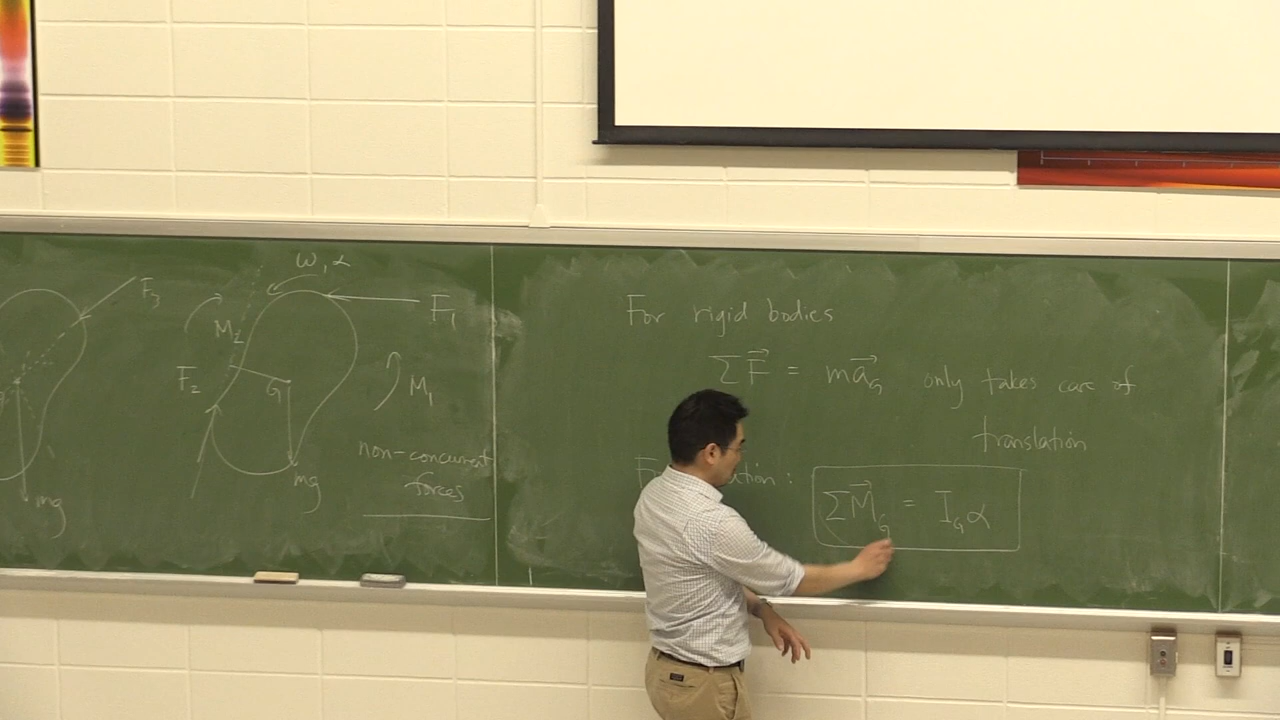 F₃
mg
ω, α
M₂
F₁
F₂
G
M₁
mg
non-concurrent
forces
For rigid bodies
ΣF⃗ = ma⃗_G only takes care of
translation
ΣM⃗_G = I_G α